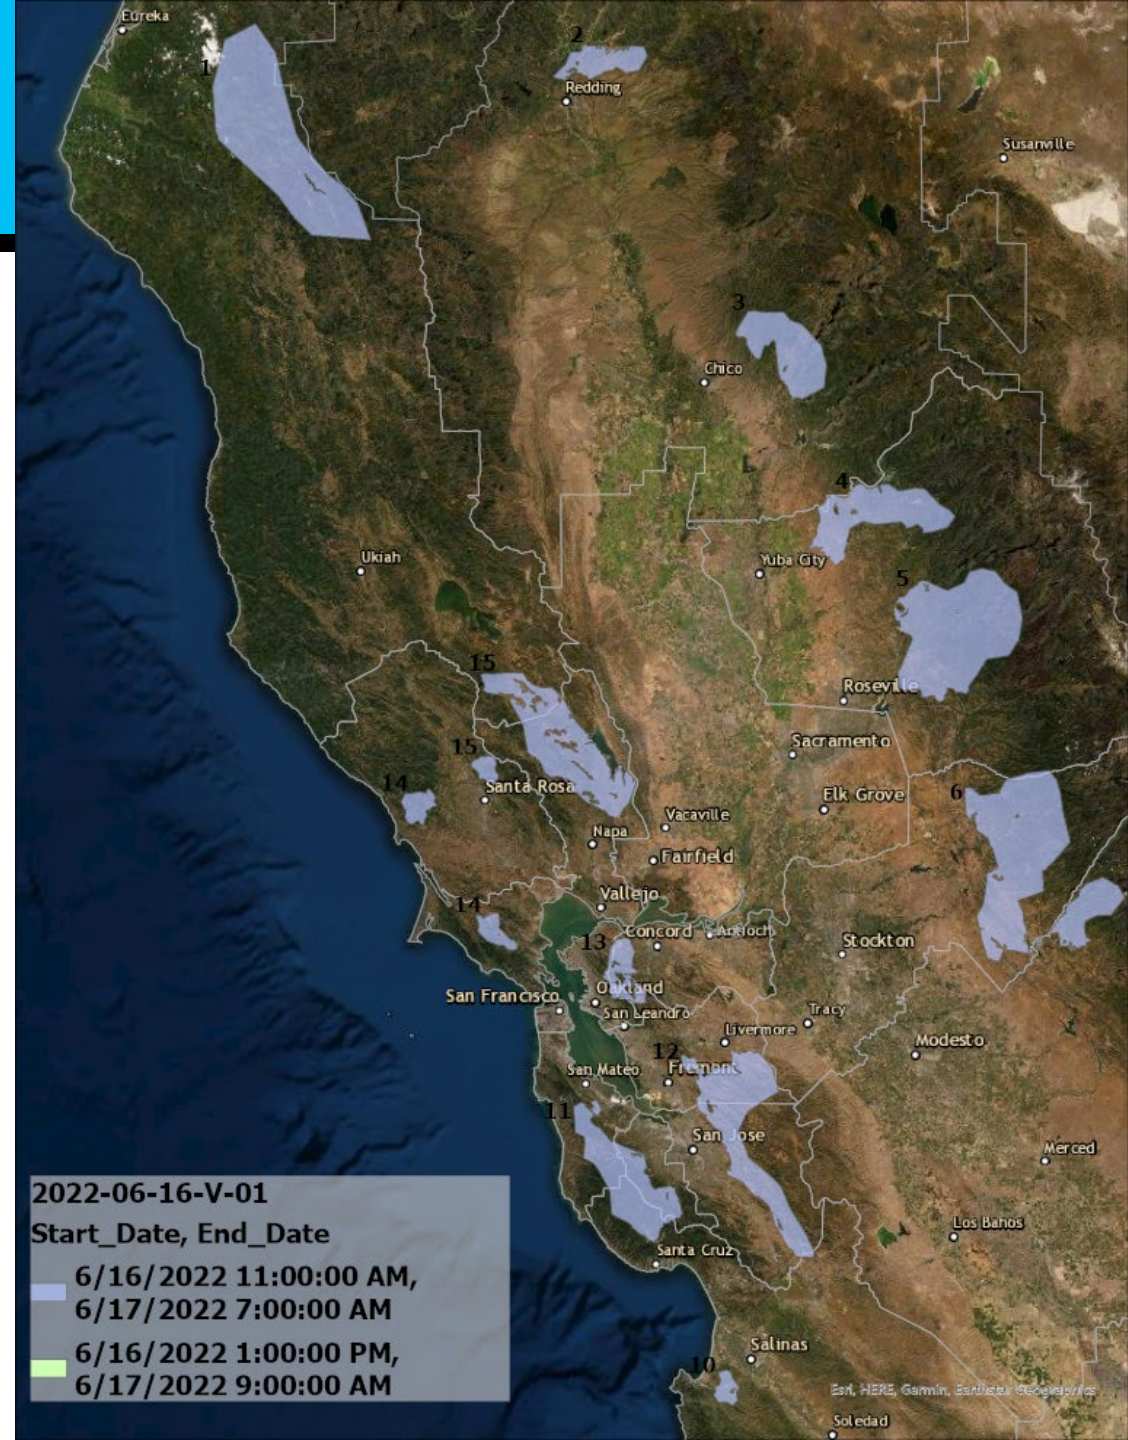 Eureka
1
2
Redding
Susanville
3
Chico
4
Yuba City
Ukiah
5
15
Roseville
Sacramento
15
14
Santa Rosa
Elk Grove
6
Napa
Vacaville
Fairfield
Vallejo
14
13
Concord
Antioch
Stockton
San Francisco
Oakland
San Leandro
Tracy
Livermore
Modesto
12
Fremont
San Mateo
11
San Jose
Merced
Los Banos
Santa Cruz
2022-06-16-V-01
Start_Date, End_Date
6/16/2022 11:00:00 AM,
6/17/2022 7:00:00 AM
6/16/2022 1:00:00 PM,
6/17/2022 9:00:00 AM
Salinas
10
Esri, HERE, Garmin, Earthstar Geographics
Soledad